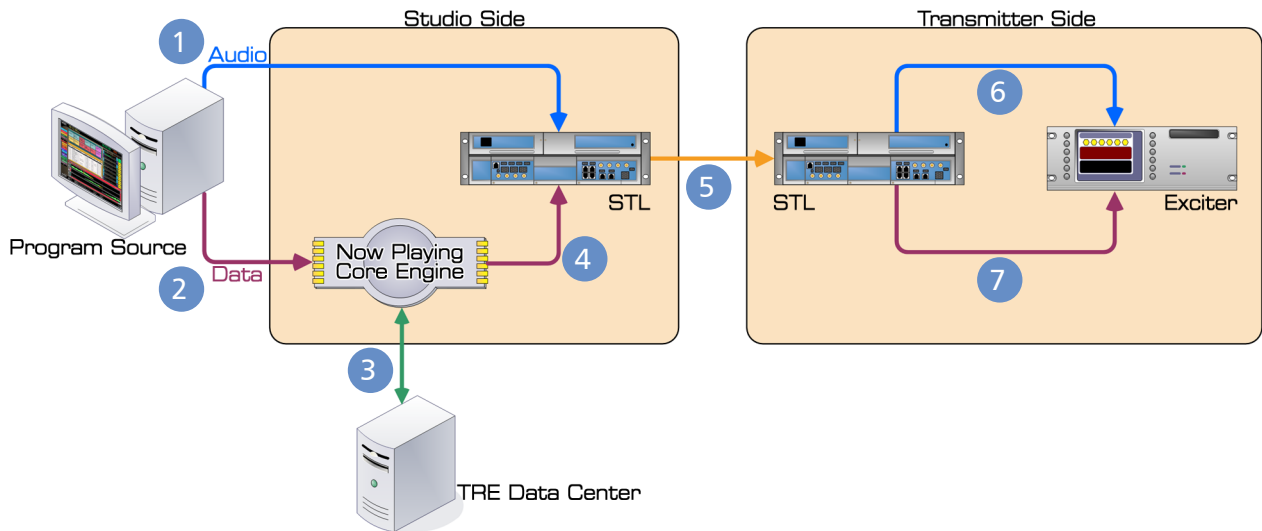 Studio Side
Transmitter Side
1
Audio
6
5
STL
STL
Exciter
Program Source
Now Playing
Core Engine
4
2
Data
7
3
TRE Data Center